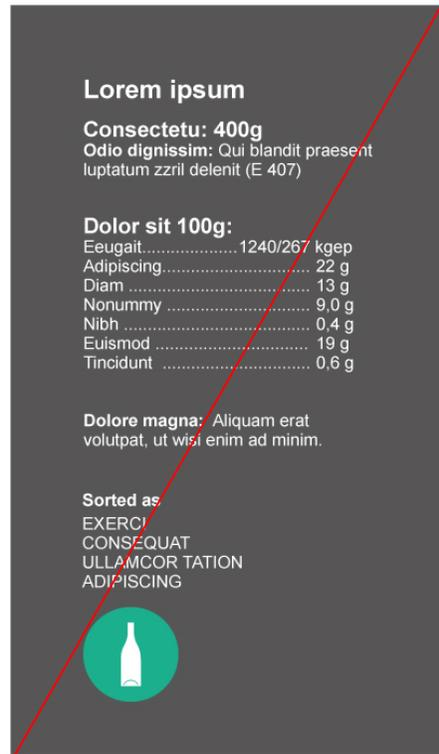 Lorem ipsum
Consectetu: 400g
Odio dignissim: Qui blandit praesent
luptatum zzril delenit (E 407)
Dolor sit 100g:
Eeugait....................1240/267 kgep
Adipiscing............................... 22 g
Diam ...................................... 13 g
Nonummy .............................. 9,0 g
Nibh ....................................... 0,4 g
Euismod ................................ 19 g
Tincidunt ............................... 0,6 g
Dolore magna: Aliquam erat
volutpat, ut wisi enim ad minim.
Sorted as
EXERCI
CONSEQUAT
ULLAMCOR TATION
ADIPISCING